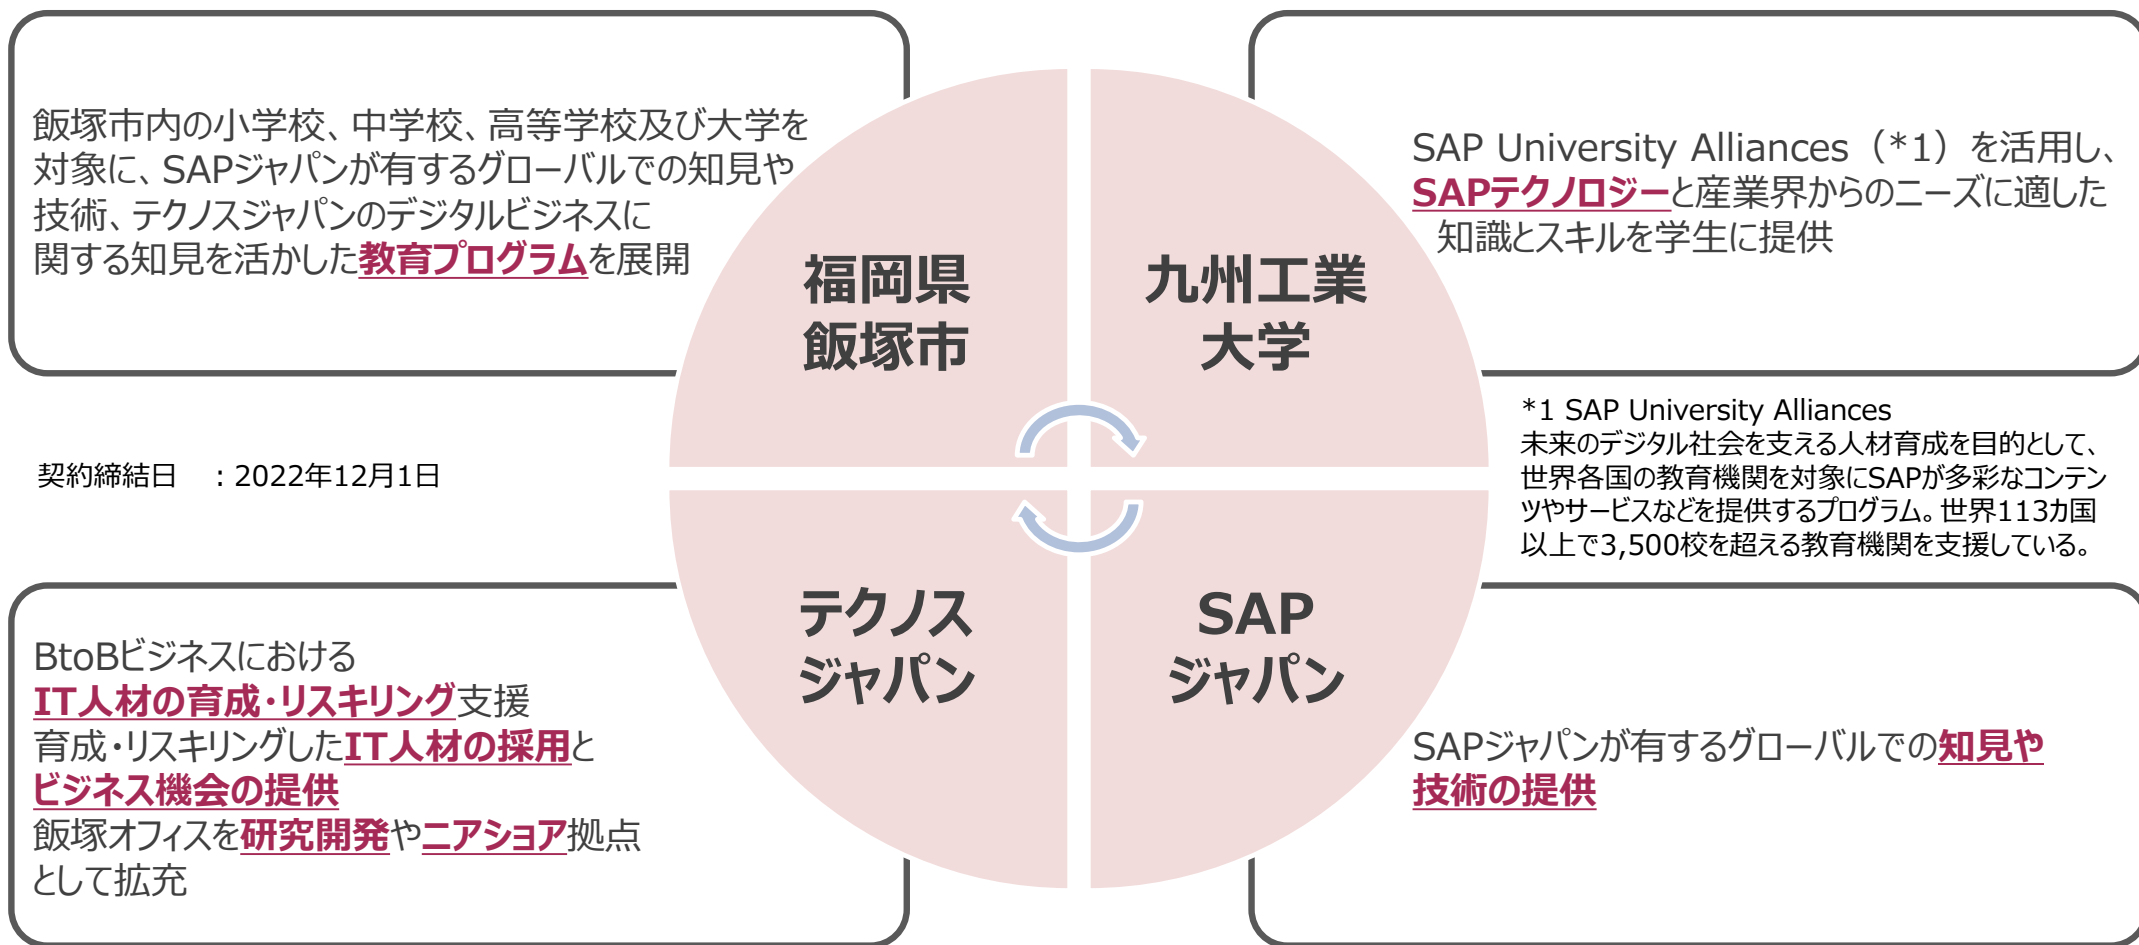 飯塚市内の小学校、中学校、高等学校及び大学を
対象に、SAPジャパンが有するグローバルでの知見や
技術、テクノスジャパンのデジタルビジネスに
関する知見を活かした教育プログラムを展開
福岡県
飯塚市
九州工業
大学
SAP University Alliances（*1）を活用し、
SAPテクノロジーと産業界からのニーズに適した
知識とスキルを学生に提供
契約締結日　：2022年12月1日
*1 SAP University Alliances
未来のデジタル社会を支える人材育成を目的として、
世界各国の教育機関を対象にSAPが多彩なコンテン
ツやサービスなどを提供するプログラム。世界113カ国
以上で3,500校を超える教育機関を支援している。
テクノス
ジャパン
SAP
ジャパン
BtoBビジネスにおける
IT人材の育成・リスキリング支援
育成・リスキリングしたIT人材の採用と
ビジネス機会の提供
飯塚オフィスを研究開発やニアショア拠点
として拡充
SAPジャパンが有するグローバルでの知見や
技術の提供